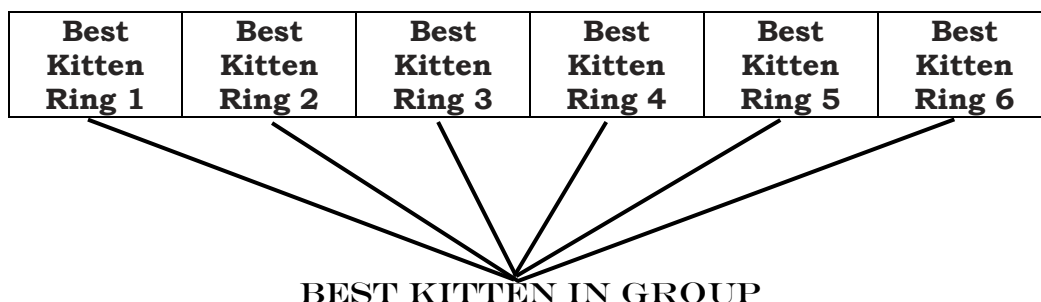 Best Kitten Ring 1
Best Kitten Ring 2
Best Kitten Ring 3
Best Kitten Ring 4
Best Kitten Ring 5
Best Kitten Ring 6
BEST KITTEN IN GROUP